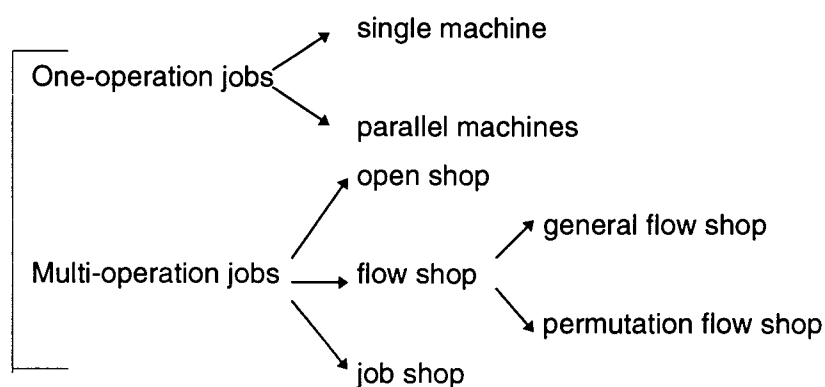 single machine
One-operation jobs
parallel machines
open shop
general flow shop
Multi-operation jobs
flow shop
permutation flow shop
job shop